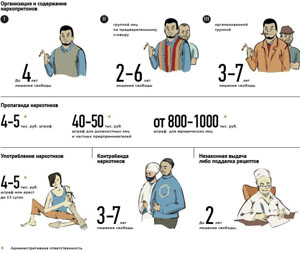 Организация и содержание
наркопритонов
I
II
группой лиц
по предварительному
сговору
III
организованной
группой
До 4 лет
лишения свободы
2–6 лет
лишения свободы
3–7 лет
лишения свободы
Пропаганда наркотиков
4–5 тыс. руб. штраф
40–50 тыс. руб.
штраф для должностных лиц
и частных предпринимателей
от 800–1000 тыс. руб.
штраф для юридических лиц
Употребление наркотиков
4–5 тыс. руб.
штраф или арест
до 15 суток
Контрабанда
наркотиков
3–7 лет
лишения свободы
Незаконная выдача
либо подделка рецептов
До 2 лет
лишения свободы
Административная ответственность